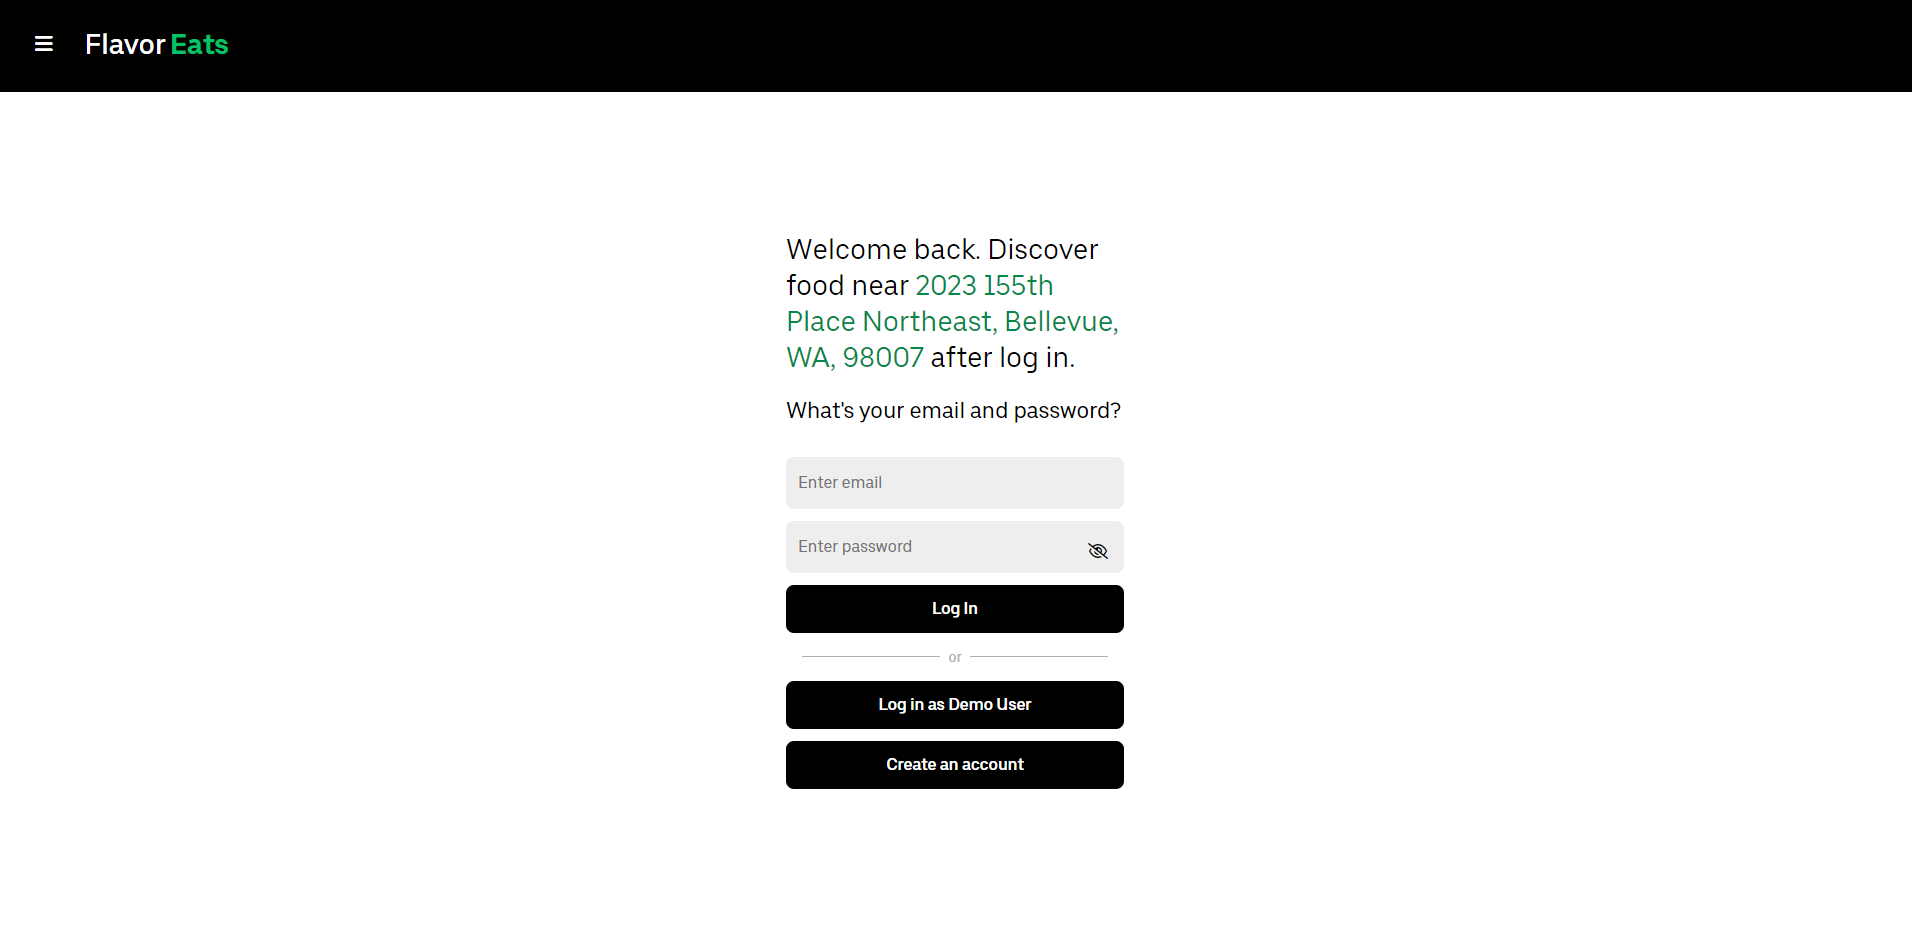 Flavor Eats
Welcome back. Discover
food near 2023 155th
Place Northeast, Bellevue,
WA, 98007 after log in.
What's your email and password?
Enter email
Enter password
Log In
or
Log in as Demo User
Create an account